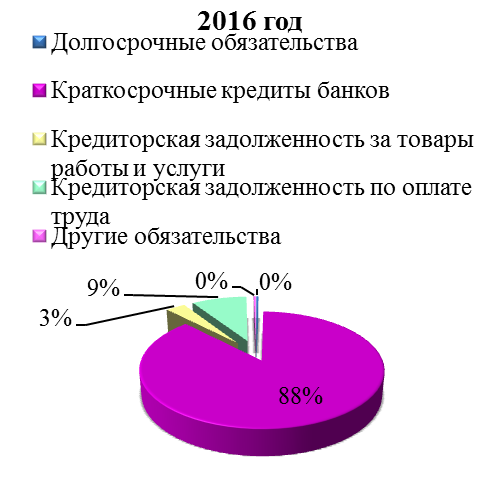 2016 год
Долгосрочные обязательства
Краткосрочные кредиты банков
Кредиторская задолженность за товары
работы и услуги
Кредиторская задолженность по оплате
труда
Другие обязательства
9%
0%
0%
3%
88%